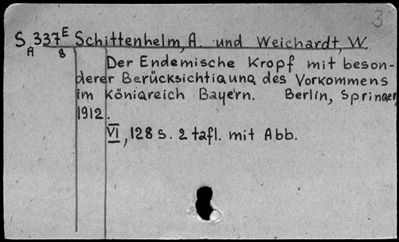 3
S 337E Schittenhelm, A. und Weichardt, W.
A 8
Der Endemische Kropf mit beson-
derer Berücksichtigung des Vorkommens
im Königreich Bayern. Berlin, Springer,
1912.
VI, 128 s. 2 tafl. mit Abb.